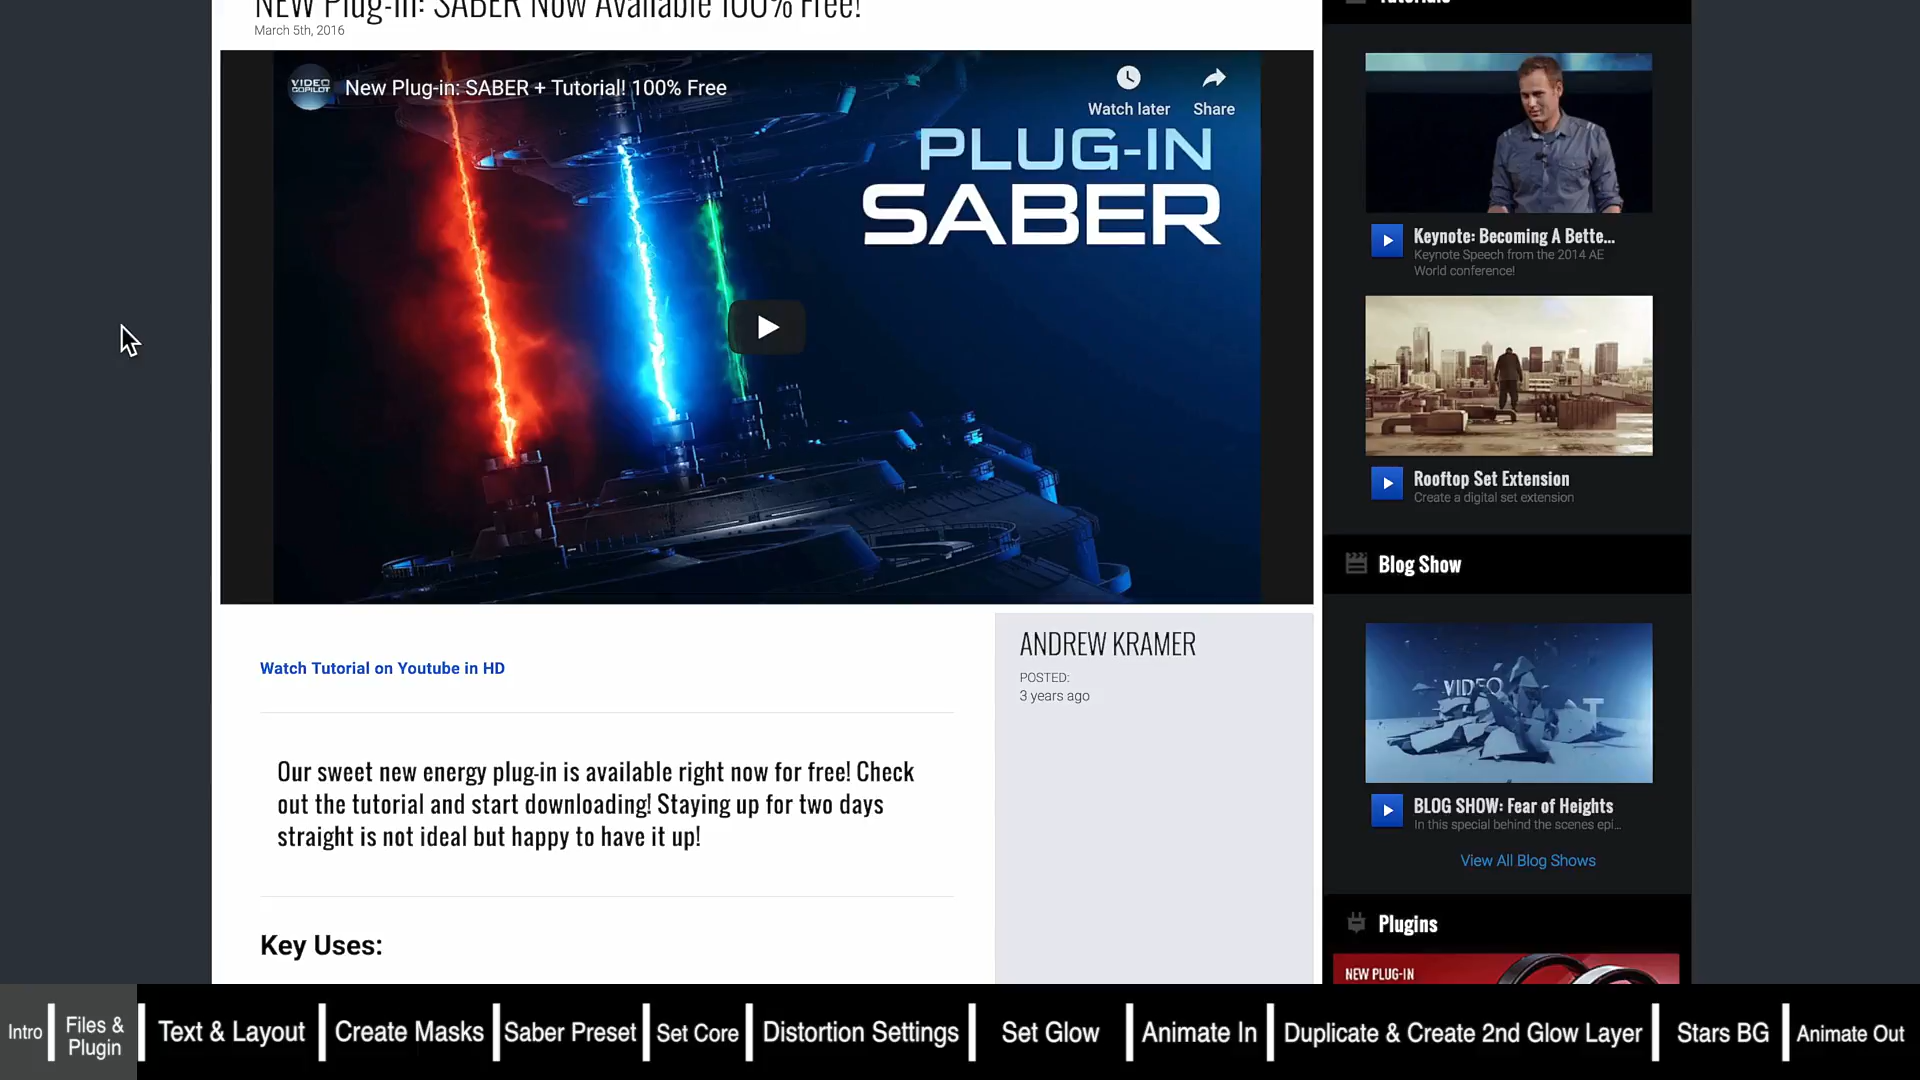 NEW Plug-in: SABER Now Available 100% Free!
March 5th, 2016
VIDEO COPILOT
New Plug-in: SABER + Tutorial! 100% Free
Watch later
Share
PLUG-IN
SABER
Watch Tutorial on Youtube in HD
Our sweet new energy plug-in is available right now for free! Check
out the tutorial and start downloading! Staying up for two days
straight is not ideal but happy to have it up!
Key Uses:
ANDREW KRAMER
POSTED:
3 years ago
Tutorials
Keynote: Becoming A Bette...
Keynote Speech from the 2014 AE
World conference!
Rooftop Set Extension
Create a digital set extension
Blog Show
VIDEO
BLOG SHOW: Fear of Heights
In this special behind the scenes epi...
View All Blog Shows
Plugins
NEW PLUG-IN
Intro
Files &
Plugin
Text & Layout
Create Masks
Saber Preset
Set Core
Distortion Settings
Set Glow
Animate In
Duplicate & Create 2nd Glow Layer
Stars BG
Animate Out